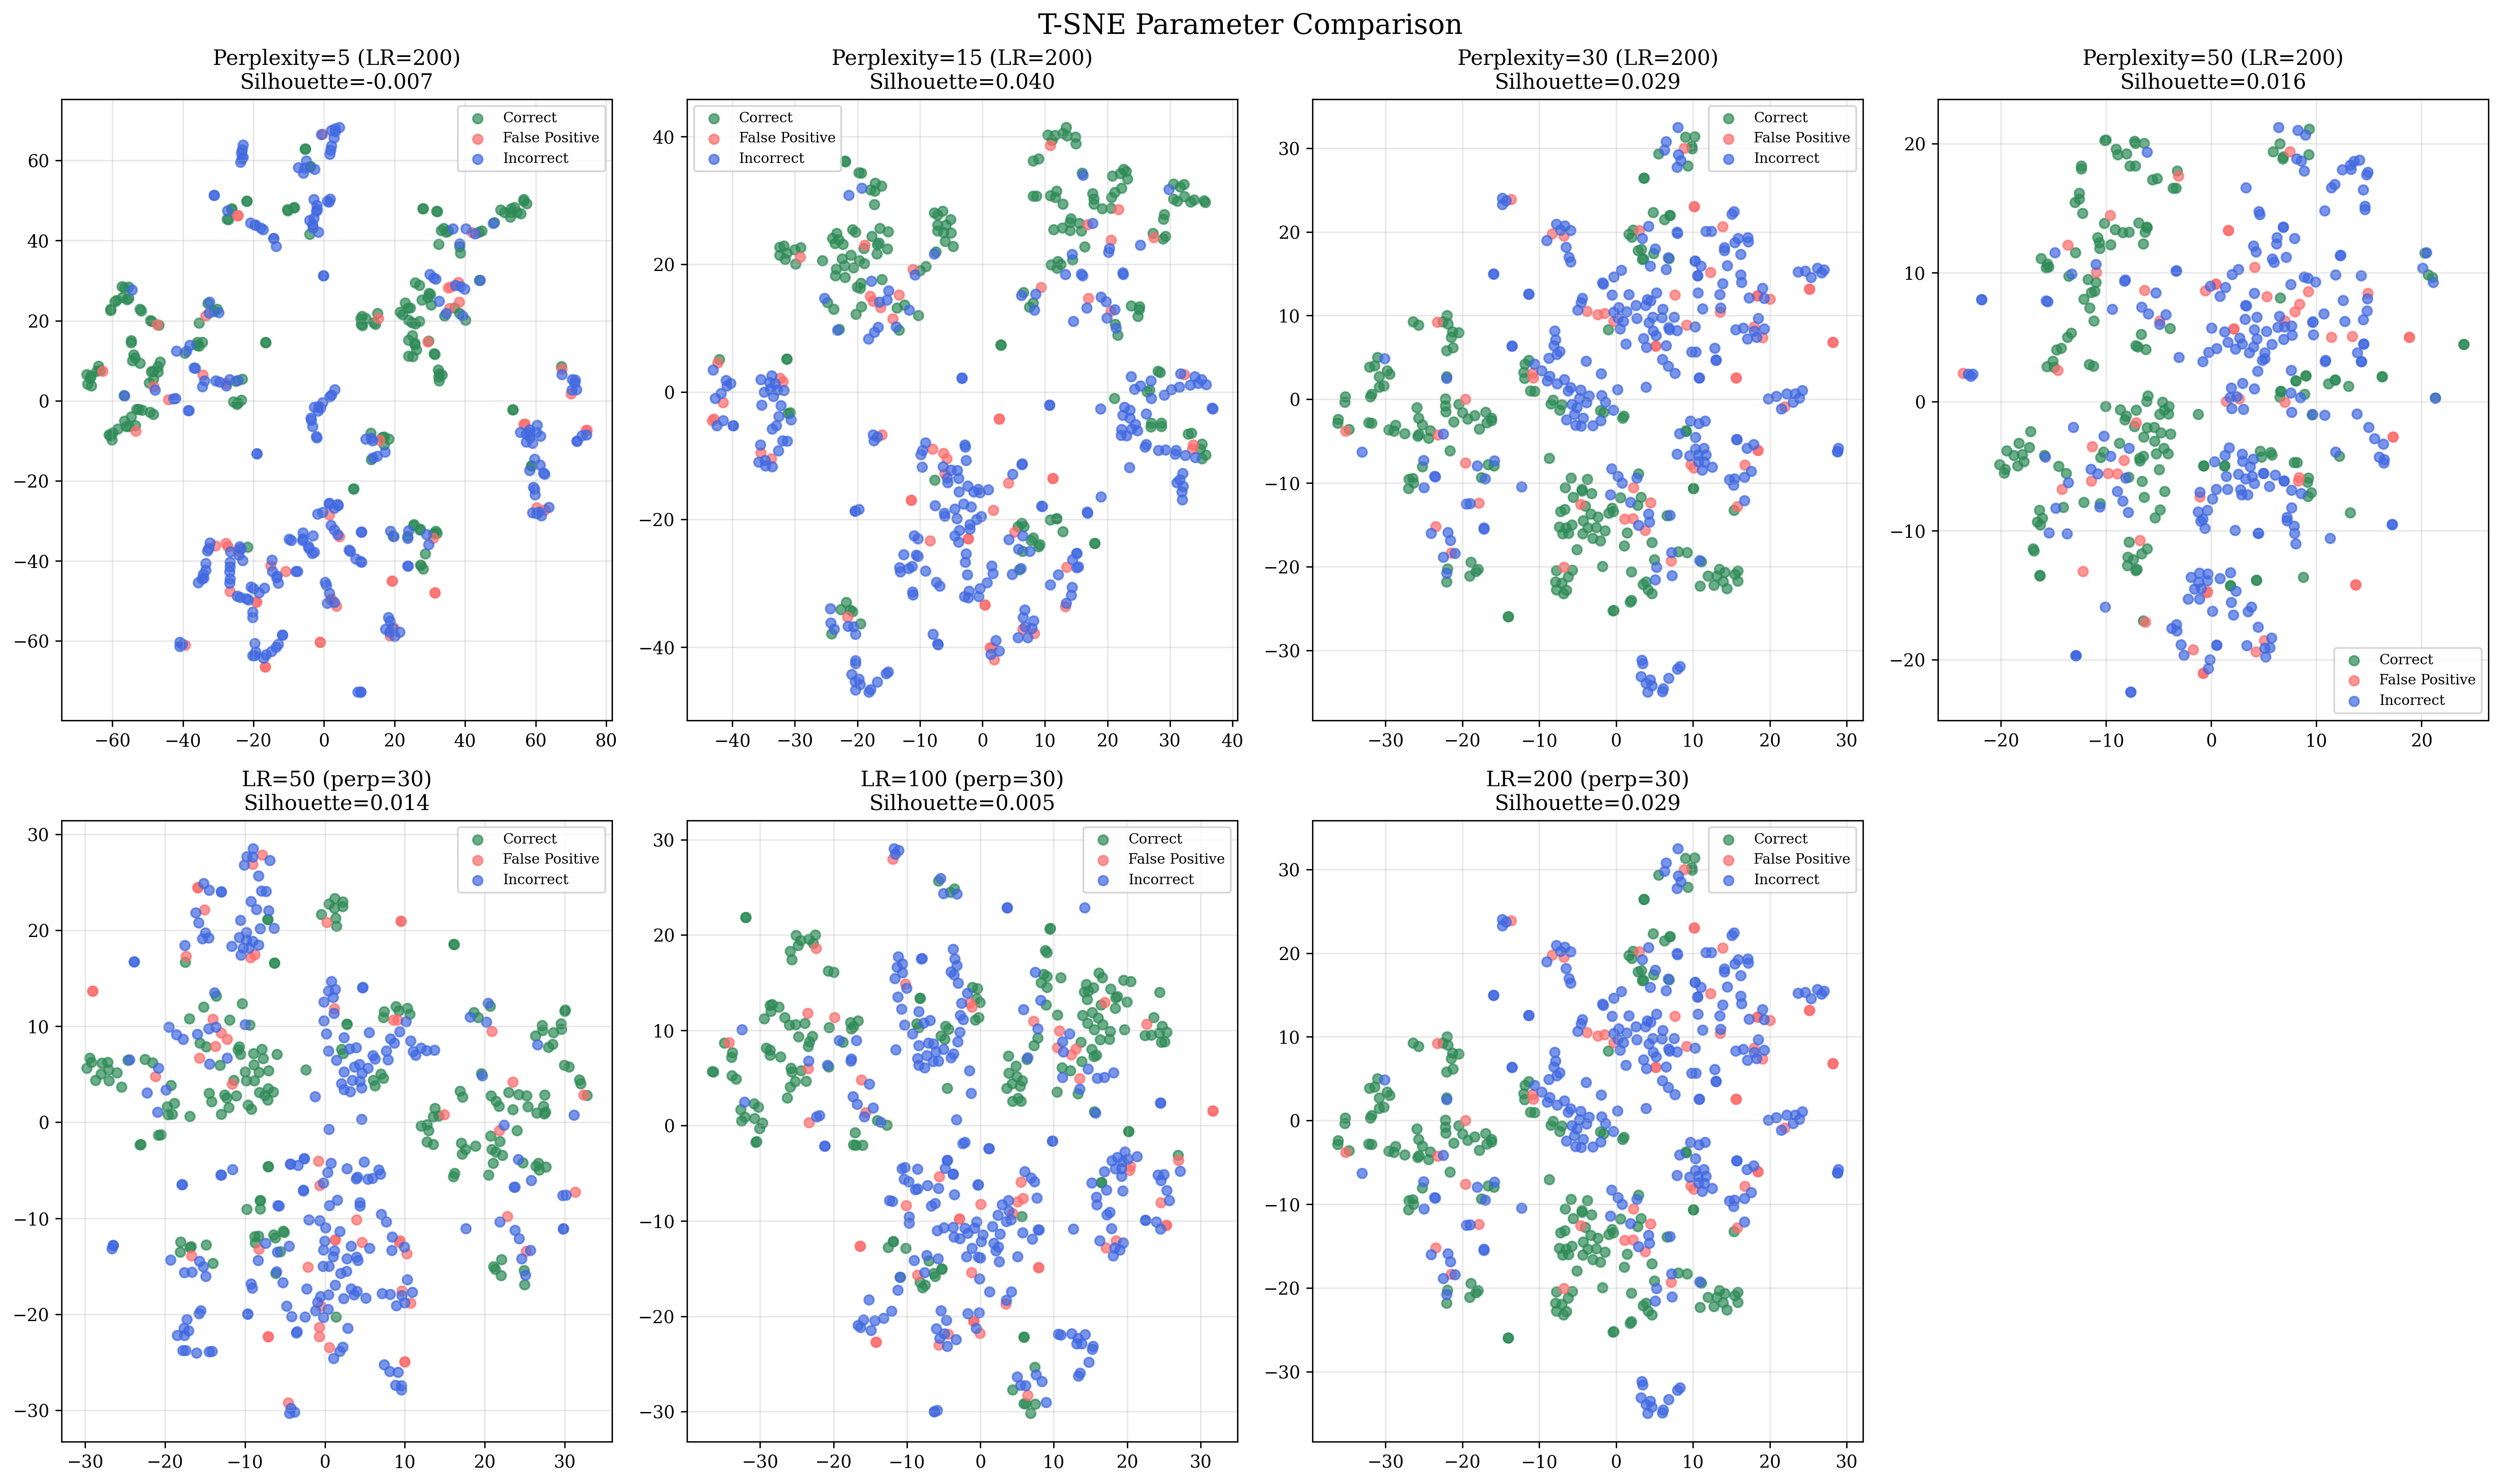 T-SNE Parameter Comparison
Perplexity=5 (LR=200)
Silhouette=-0.007
Correct
False Positive
Incorrect
60
40
20
0
−20
−40
−60
−60
−40
−20
0
20
40
60
80
Perplexity=15 (LR=200)
Silhouette=0.040
Correct
False Positive
Incorrect
40
20
0
−20
−40
−40
−30
−20
−10
0
10
20
30
40
Perplexity=30 (LR=200)
Silhouette=0.029
Correct
False Positive
Incorrect
30
20
10
0
−10
−20
−30
−30
−20
−10
0
10
20
30
Perplexity=50 (LR=200)
Silhouette=0.016
20
10
0
−10
−20
Correct
False Positive
Incorrect
−20
−10
0
10
20
LR=50 (perp=30)
Silhouette=0.014
Correct
False Positive
Incorrect
30
20
10
0
−10
−20
−30
−30
−20
−10
0
10
20
30
LR=100 (perp=30)
Silhouette=0.005
Correct
False Positive
Incorrect
30
20
10
0
−10
−20
−30
−30
−20
−10
0
10
20
30
LR=200 (perp=30)
Silhouette=0.029
Correct
False Positive
Incorrect
30
20
10
0
−10
−20
−30
−30
−20
−10
0
10
20
30